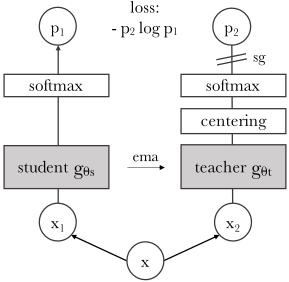 loss:
- p₂ log p₁
p₁
p₂
sg
softmax
softmax
centering
student gθs
ema
teacher gθt
x₁
x₂
x